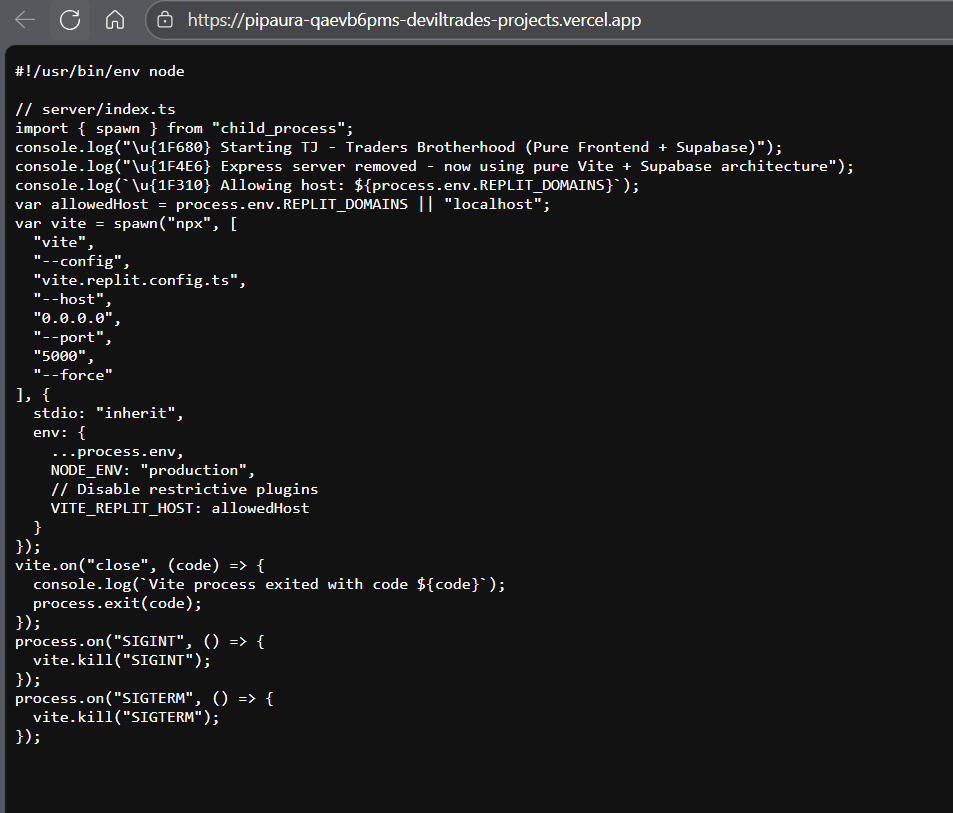 https://pipaura-qaevb6pms-deviltrades-projects.vercel.app
#!/usr/bin/env node
// server/index.ts
import { spawn } from "child_process";
console.log("\u{1F680} Starting TJ - Traders Brotherhood (Pure Frontend + Supabase)");
console.log("\u{1F4E6} Express server removed - now using pure Vite + Supabase architecture");
console.log(`\u{1F310} Allowing host: ${process.env.REPLIT_DOMAINS}`);
var allowedHost = process.env.REPLIT_DOMAINS || "localhost";
var vite = spawn("npx", [
  "vite",
  "--config",
  "vite.replit.config.ts",
  "--host",
  "0.0.0.0",
  "--port",
  "5000",
  "--force"
], {
  stdio: "inherit",
  env: {
    ...process.env,
    NODE_ENV: "production",
    // Disable restrictive plugins
    VITE_REPLIT_HOST: allowedHost
  }
});
vite.on("close", (code) => {
  console.log(`Vite process exited with code ${code}`);
  process.exit(code);
});
process.on("SIGINT", () => {
  vite.kill("SIGINT");
});
process.on("SIGTERM", () => {
  vite.kill("SIGTERM");
});